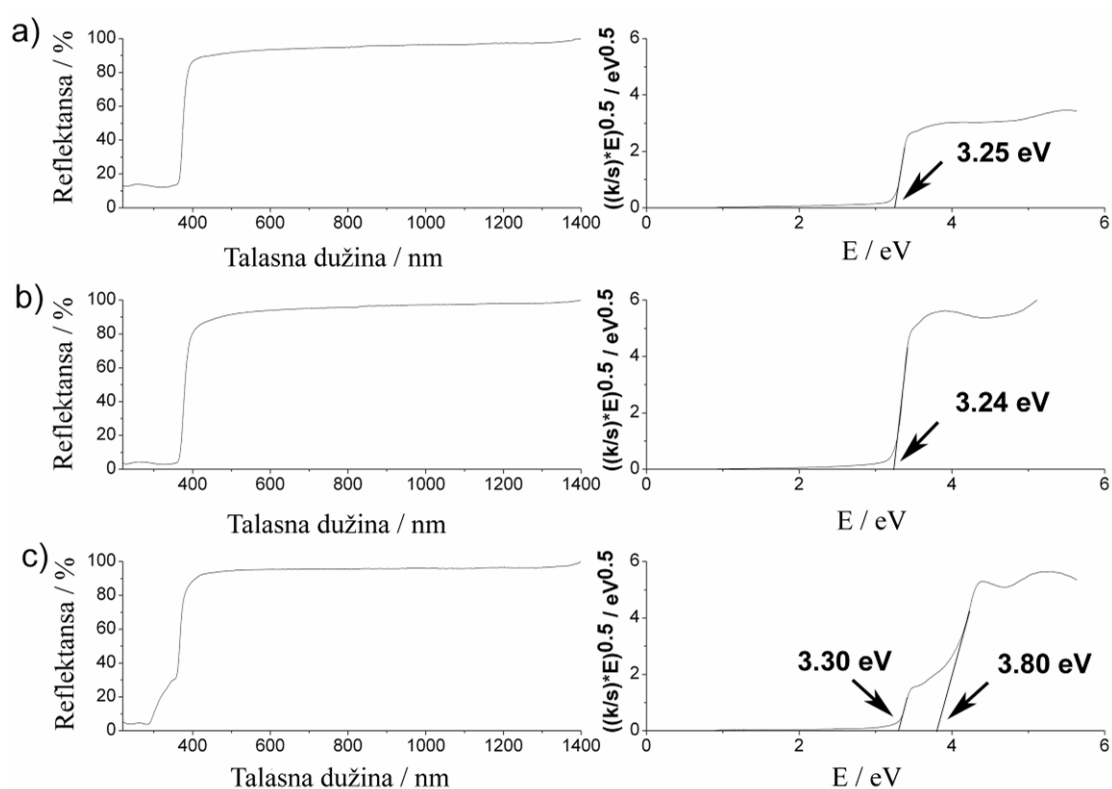 a)
Reflektansa / %
100
80
60
40
20
0
400 600 800 1000 1200 1400
Talasna dužina / nm
((k/s)*E)0.5 / eV0.5
6
4
2
0
0 2 4 6
3.25 eV
E / eV
b)
Reflektansa / %
100
80
60
40
20
0
400 600 800 1000 1200 1400
Talasna dužina / nm
((k/s)*E)0.5 / eV0.5
6
4
2
0
0 2 4 6
3.24 eV
E / eV
c)
Reflektansa / %
100
80
60
40
20
0
400 600 800 1000 1200 1400
Talasna dužina / nm
((k/s)*E)0.5 / eV0.5
6
4
2
0
0 2 4 6
3.30 eV 3.80 eV
E / eV